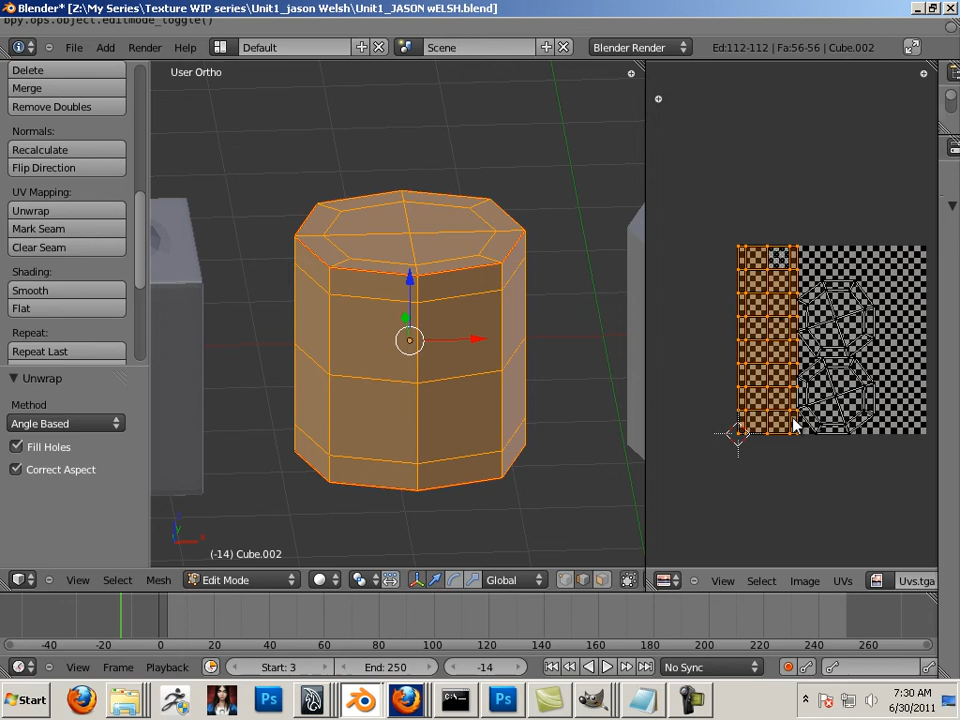 Blender* [Z:\My Series\Texture WIP series\Unit1_jason Welsh\Unit1_JASON wELSH.blend]
bpy.ops.object.editmode_toggle()
File Add Render Help Default Scene Blender Render Ed:112-112 | Fa:56-56 | Cube.002
Delete
Merge
Remove Doubles
Normals:
Recalculate
Flip Direction
UV Mapping:
Unwrap
Mark Seam
Clear Seam
Shading:
Smooth
Flat
Repeat:
Repeat Last
Unwrap
Method
Angle Based
Fill Holes
Correct Aspect
User Ortho
(-14) Cube.002
View Select Mesh Edit Mode Global
View Select Image UVs Uvs.tga
-40 -20 0 20 40 60 80 100 120 140 160 180 200 220 240 260
View Frame Playback Start: 3 End: 250 -14 No Sync
Start
7:30 AM
6/30/2011